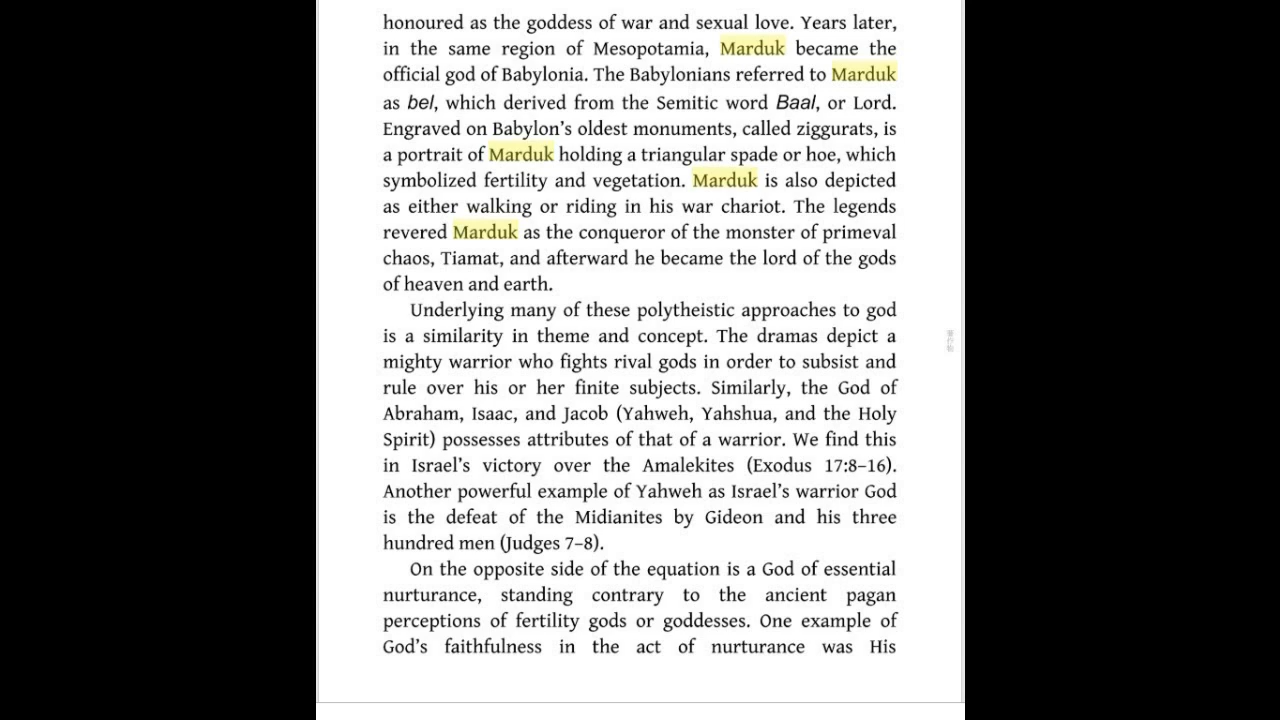 honoured as the goddess of war and sexual love. Years later,
in the same region of Mesopotamia, Marduk became the
official god of Babylonia. The Babylonians referred to Marduk
as bel, which derived from the Semitic word Baal, or Lord.
Engraved on Babylon's oldest monuments, called ziggurats, is
a portrait of Marduk holding a triangular spade or hoe, which
symbolized fertility and vegetation. Marduk is also depicted
as either walking or riding in his war chariot. The legends
revered Marduk as the conqueror of the monster of primeval
chaos, Tiamat, and afterward he became the lord of the gods
of heaven and earth.
Underlying many of these polytheistic approaches to god
is a similarity in theme and concept. The dramas depict a
mighty warrior who fights rival gods in order to subsist and
rule over his or her finite subjects. Similarly, the God of
Abraham, Isaac, and Jacob (Yahweh, Yahshua, and the Holy
Spirit) possesses attributes of that of a warrior. We find this
in Israel's victory over the Amalekites (Exodus 17:8–16).
Another powerful example of Yahweh as Israel's warrior God
is the defeat of the Midianites by Gideon and his three
hundred men (Judges 7–8).
On the opposite side of the equation is a God of essential
nurturance, standing contrary to the ancient pagan
perceptions of fertility gods or goddesses. One example of
God's faithfulness in the act of nurturance was His